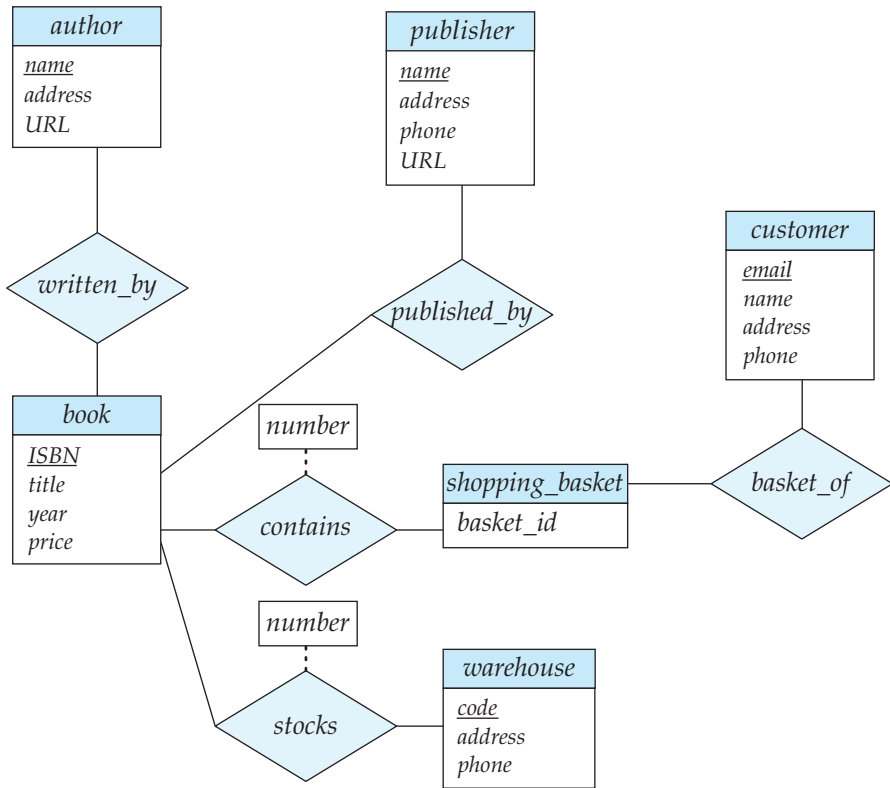 author
name
address
URL
publisher
name
address
phone
URL
customer
email
name
address
phone
written_by
published_by
book
ISBN
title
year
price
number
contains
shopping_basket
basket_id
basket_of
number
stocks
warehouse
code
address
phone